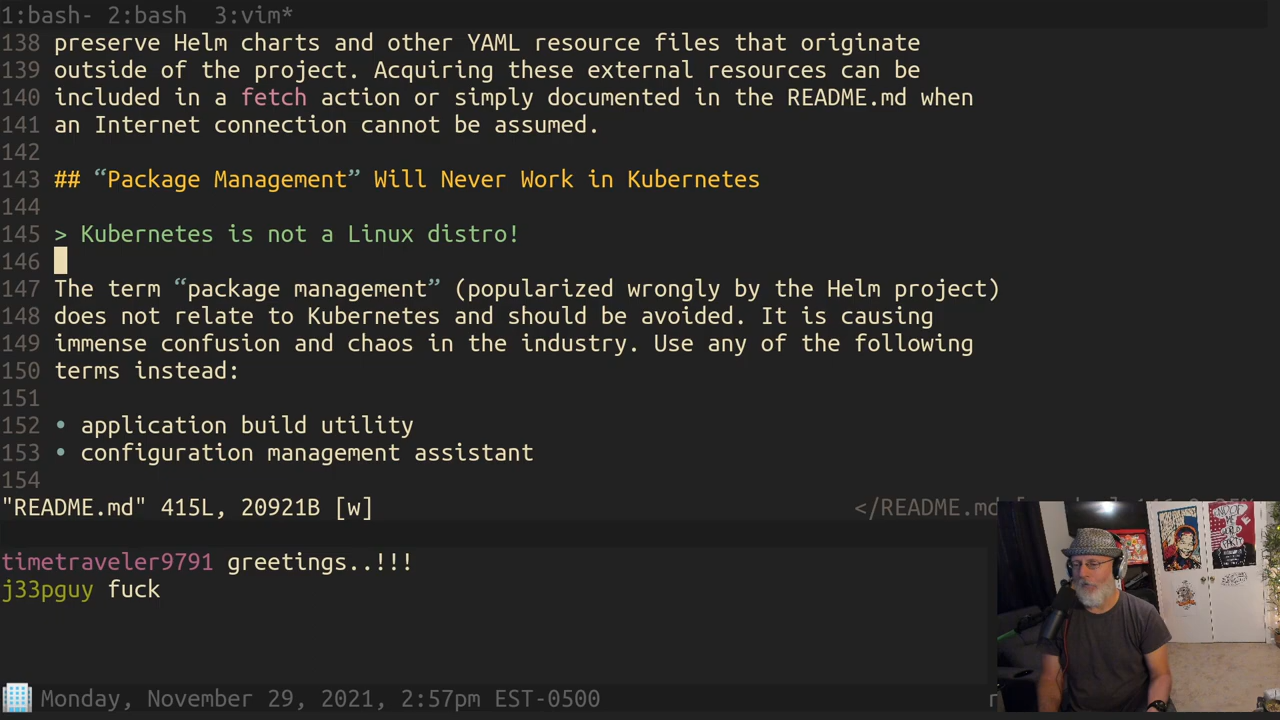 1:bash- 2:bash  3:vim*
138 preserve Helm charts and other YAML resource files that originate
139 outside of the project. Acquiring these external resources can be
140 included in a fetch action or simply documented in the README.md when
141 an Internet connection cannot be assumed.
142
143 ## “Package Management” Will Never Work in Kubernetes
144
145 > Kubernetes is not a Linux distro!
146
147 The term “package management” (popularized wrongly by the Helm project)
148 does not relate to Kubernetes and should be avoided. It is causing
149 immense confusion and chaos in the industry. Use any of the following
150 terms instead:
151
152 • application build utility
153 • configuration management assistant
154
"README.md" 415L, 20921B [w] </README.md
timetraveler9791 greetings..!!!
j33pguy fuck
Monday, November 29, 2021, 2:57pm EST-0500